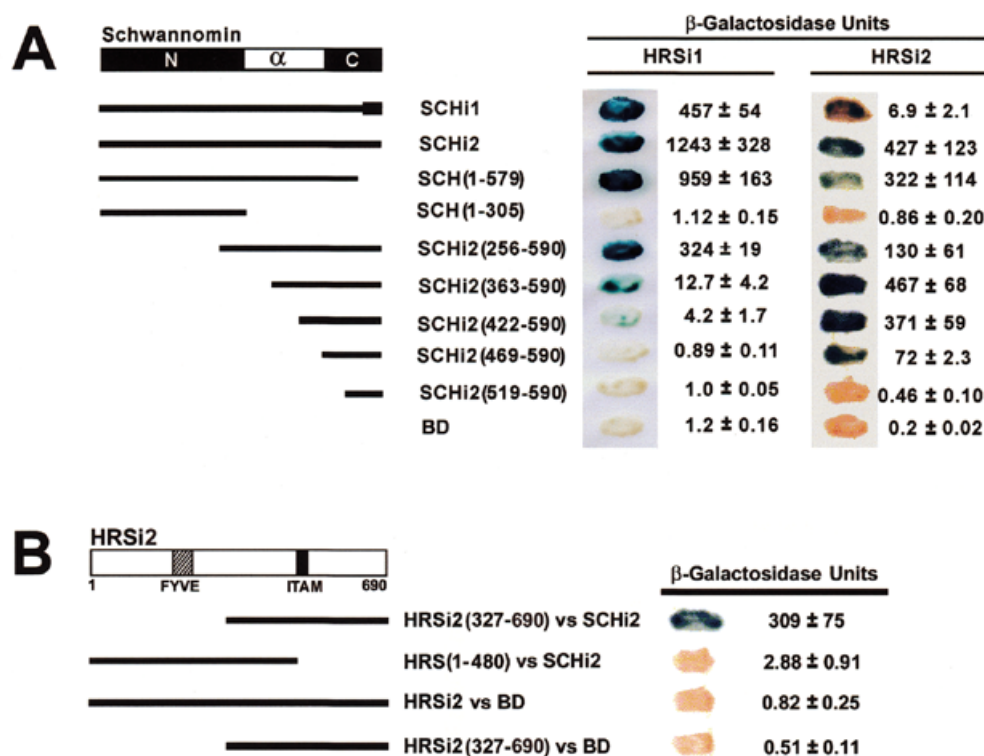 A
Schwannomin
N α C
β-Galactosidase Units
HRSi1 HRSi2
SCHi1 457 ± 54 6.9 ± 2.1
SCHi2 1243 ± 328 427 ± 123
SCH(1-579) 959 ± 163 322 ± 114
SCH(1-305) 1.12 ± 0.15 0.86 ± 0.20
SCHi2(256-590) 324 ± 19 130 ± 61
SCHi2(363-590) 12.7 ± 4.2 467 ± 68
SCHi2(422-590) 4.2 ± 1.7 371 ± 59
SCHi2(469-590) 0.89 ± 0.11 72 ± 2.3
SCHi2(519-590) 1.0 ± 0.05 0.46 ± 0.10
BD 1.2 ± 0.16 0.2 ± 0.02
B
HRSi2
1 FYVE ITAM 690
β-Galactosidase Units
HRSi2(327-690) vs SCHi2 309 ± 75
HRS(1-480) vs SCHi2 2.88 ± 0.91
HRSi2 vs BD 0.82 ± 0.25
HRSi2(327-690) vs BD 0.51 ± 0.11